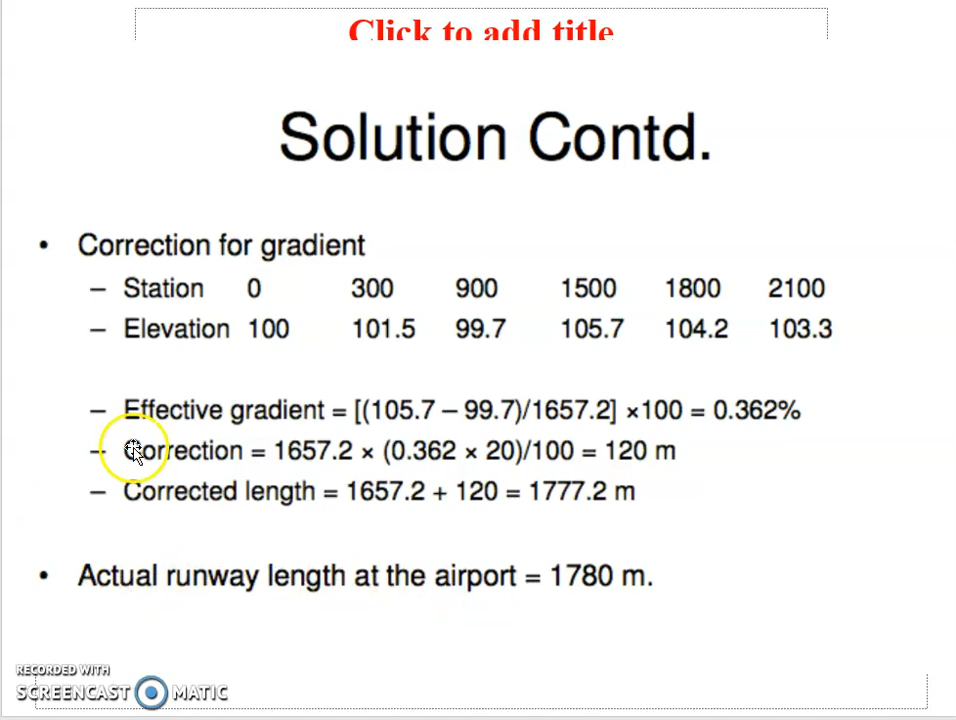 Click to add title
Solution Contd.
• Correction for gradient
– Station 0 300 900 1500 1800 2100
– Elevation 100 101.5 99.7 105.7 104.2 103.3
– Effective gradient = [(105.7 – 99.7)/1657.2] ×100 = 0.362%
– Correction = 1657.2 × (0.362 × 20)/100 = 120 m
– Corrected length = 1657.2 + 120 = 1777.2 m
• Actual runway length at the airport = 1780 m.
RECORDED WITH
SCREENCAST MATIC